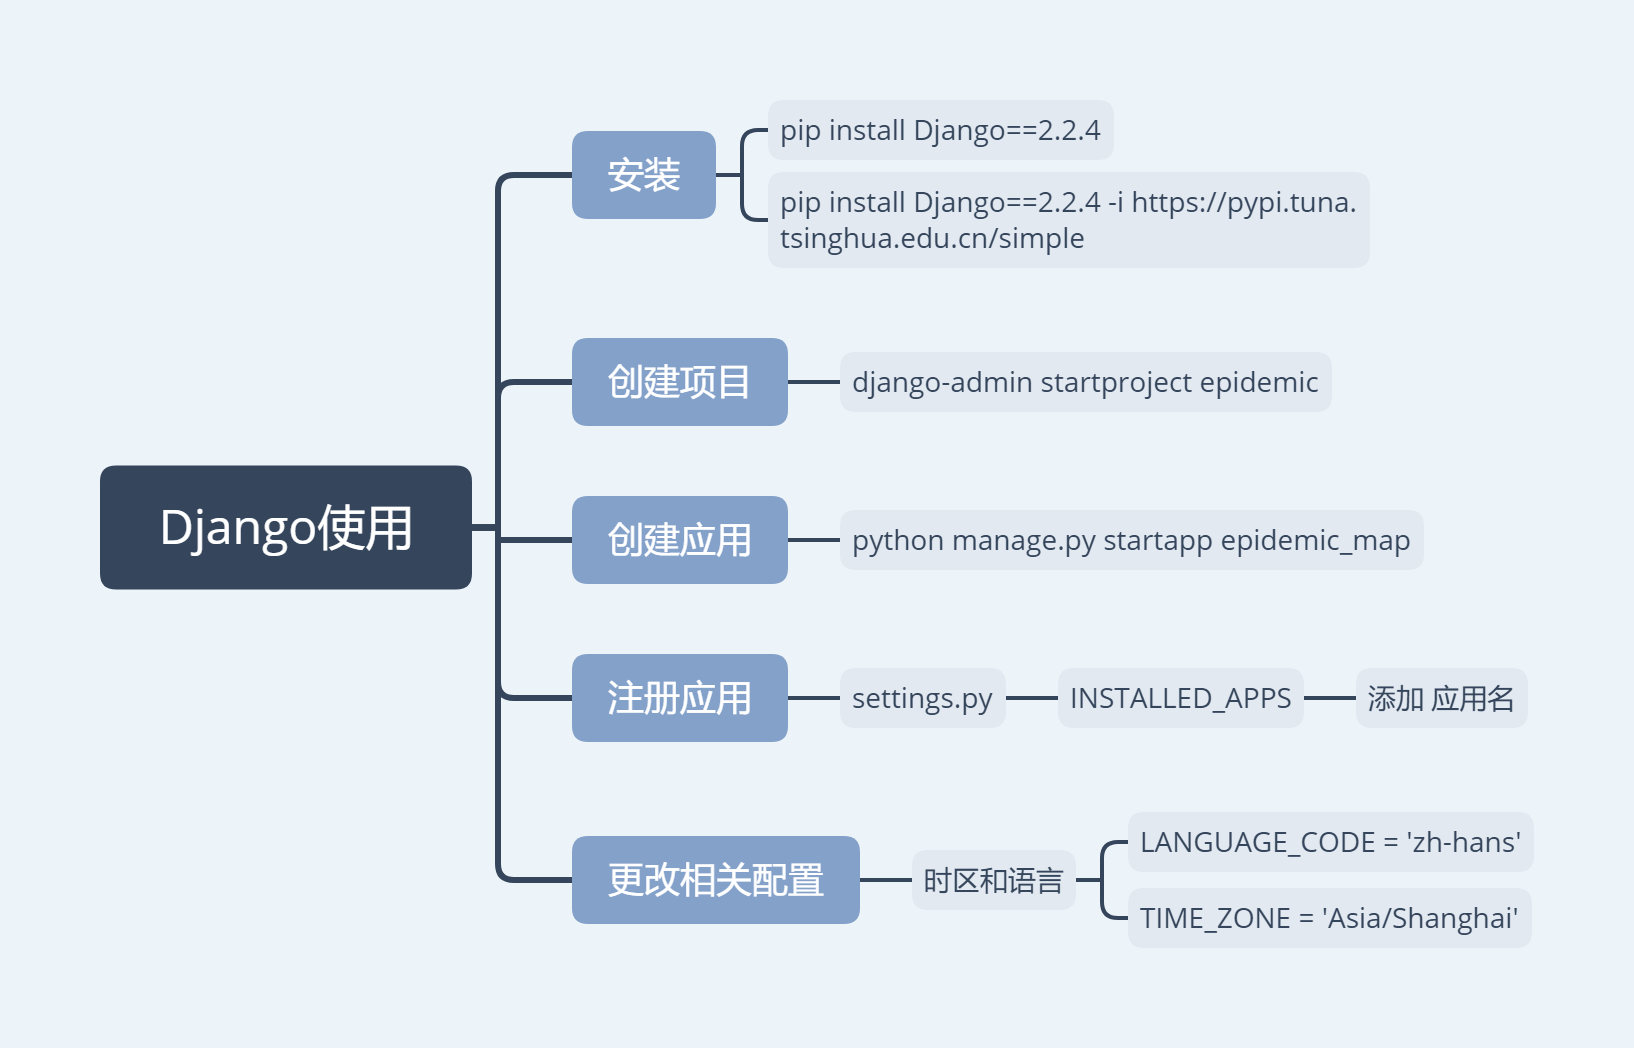 Django使用
安装
pip install Django==2.2.4
pip install Django==2.2.4 -i https://pypi.tuna.
tsinghua.edu.cn/simple
创建项目
django-admin startproject epidemic
创建应用
python manage.py startapp epidemic_map
注册应用
settings.py
INSTALLED_APPS
添加 应用名
更改相关配置
时区和语言
LANGUAGE_CODE = 'zh-hans'
TIME_ZONE = 'Asia/Shanghai'